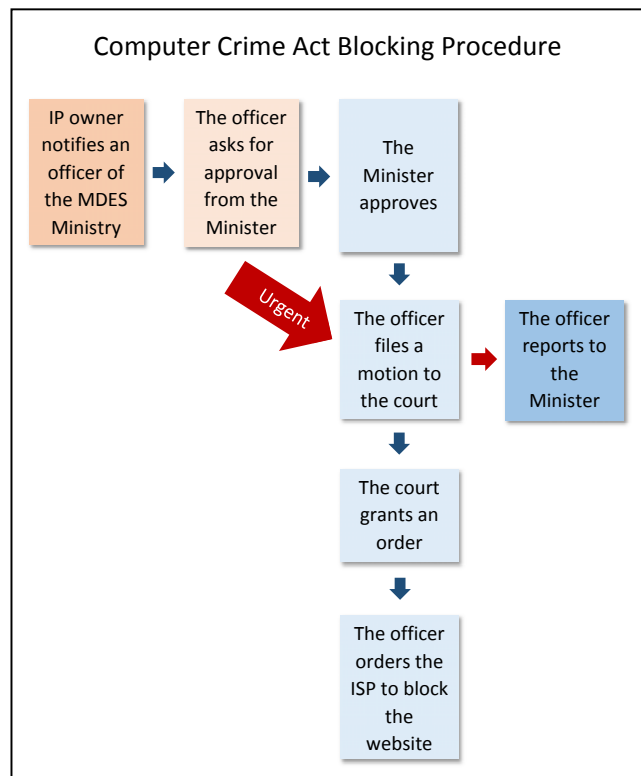 Computer Crime Act Blocking Procedure
IP owner
notifies an
officer of
the MDES
Ministry
The officer
asks for
approval
from the
Minister
The
Minister
approves
Urgent
The officer
files a
motion to
the court
The officer
reports to
the
Minister
The court
grants an
order
The officer
orders the
ISP to block
the
website